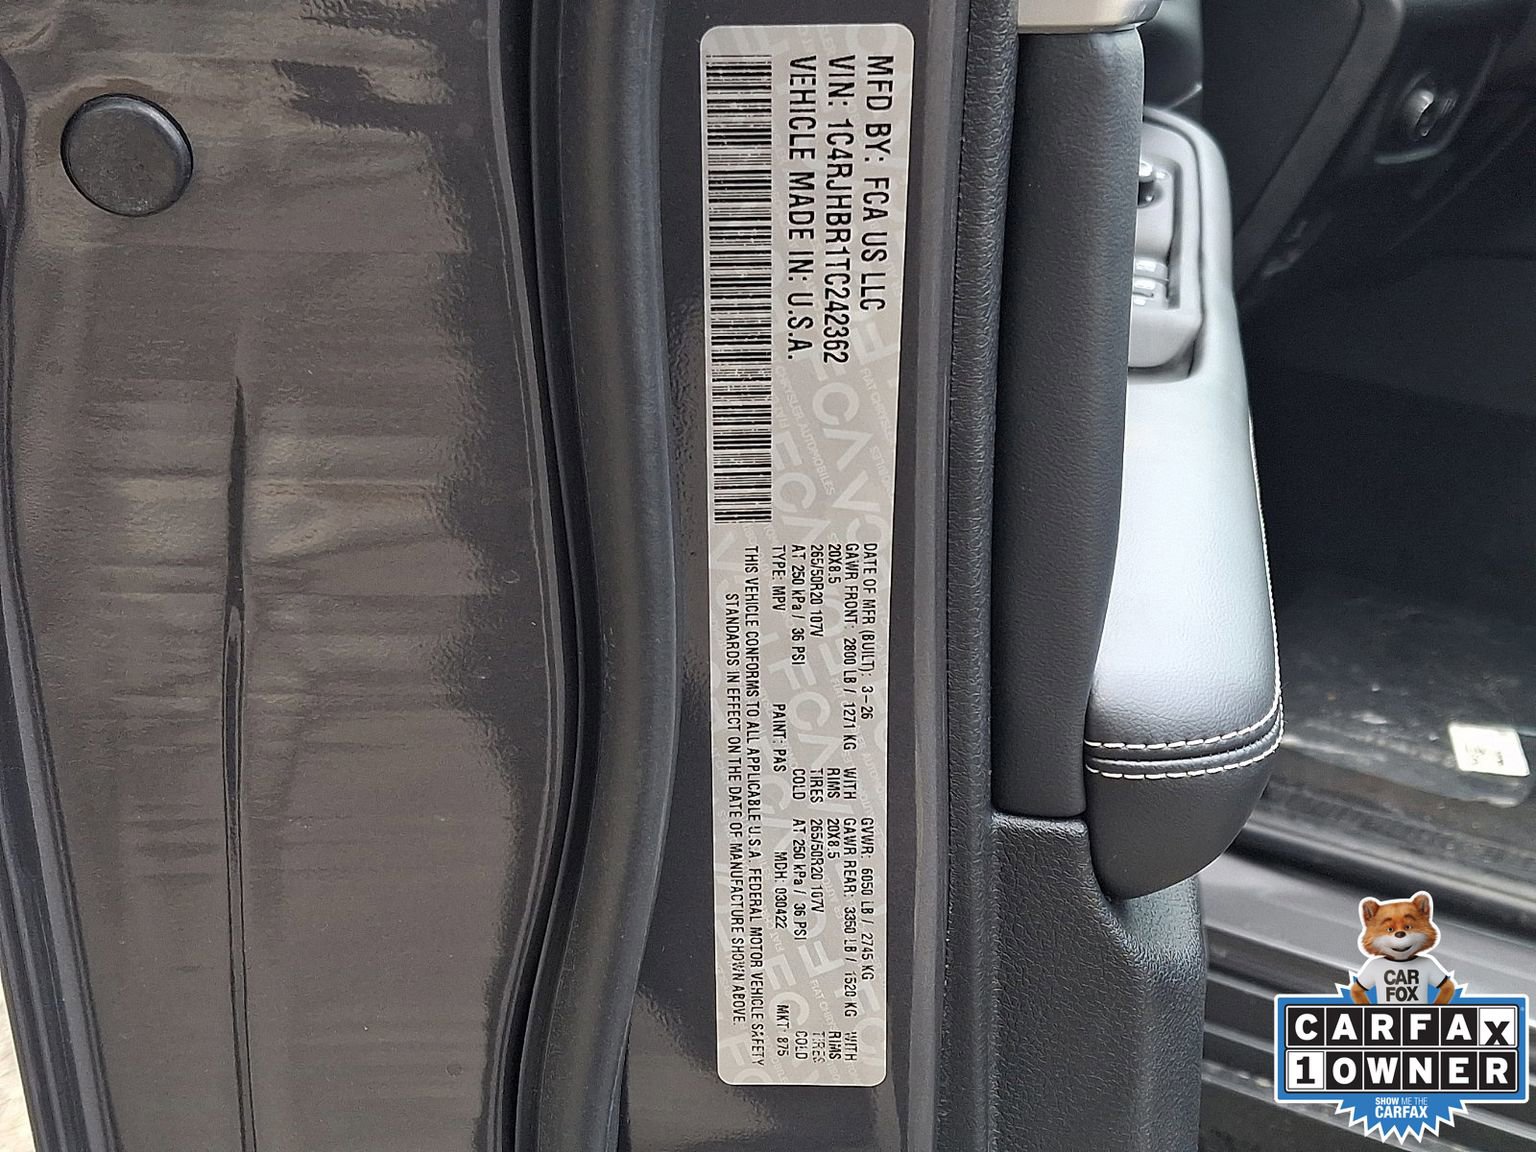 MFD BY: FCA US LLC
VIN: 1C4RJHBR1TC242362
VEHICLE MADE IN: U.S.A.
DATE OF MFR (BUILT): 3-26 GVWR: 6050 LB / 2745 KG
GAWR FRONT: 2800 LB / 1271 KG WITH GAWR REAR: 3350 LB / 1520 KG WITH
20X8.5 RIMS 20X8.5 RIMS
265/50R20 107V TIRES 265/50R20 107V TIRES
AT 250 kPa / 36 PSI COLD AT 250 kPa / 36 PSI COLD
TYPE: MPV PAINT: PAS MDH: 030422 MKT: 875
THIS VEHICLE CONFORMS TO ALL APPLICABLE U.S.A. FEDERAL MOTOR VEHICLE SAFETY
STANDARDS IN EFFECT ON THE DATE OF MANUFACTURE SHOWN ABOVE.
CAR
FOX
CARFAX
1 OWNER
SHOW ME THE
CARFAX